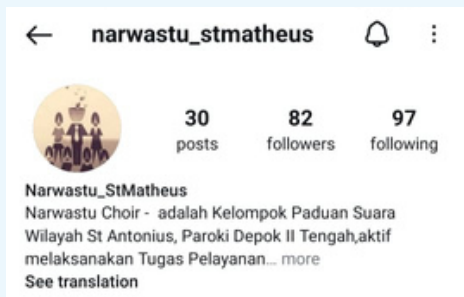 narwastu_stmatheus
30 82 97
posts followers following
Narwastu_StMatheus
Narwastu Choir - adalah Kelompok Paduan Suara
Wilayah St Antonius, Paroki Depok II Tengah,aktif
melaksanakan Tugas Pelayanan... more
See translation